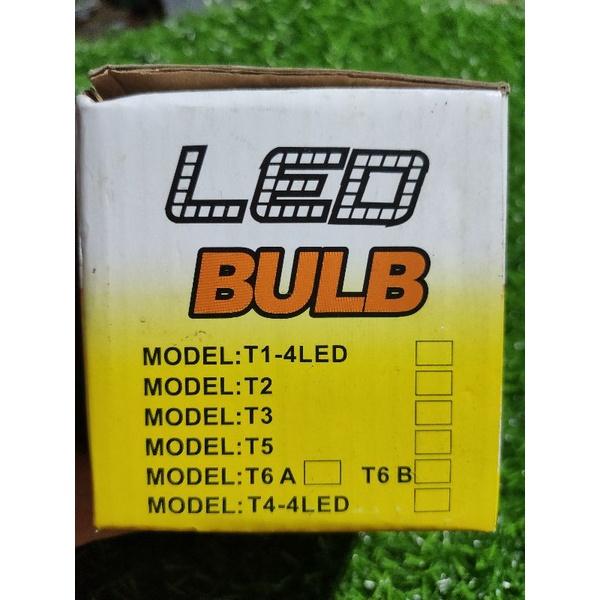 LED
BULB
MODEL:T1-4LED
MODEL:T2
MODEL:T3
MODEL:T5
MODEL:T6 A T6 B
MODEL:T4-4LED